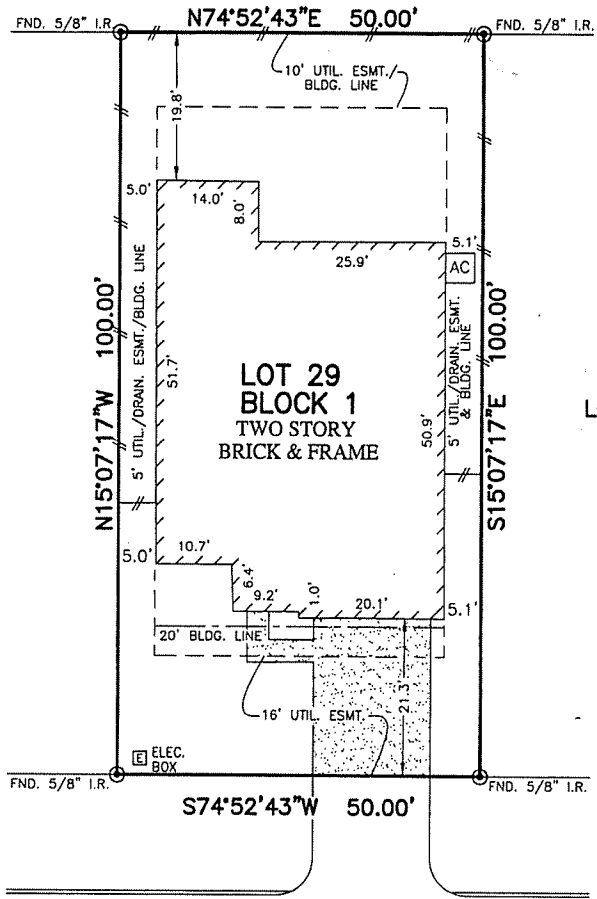 N74°52'43"E 50.00'
FND. 5/8" I.R.
FND. 5/8" I.R.
10' UTIL. ESMT./
BLDG. LINE
19.8'
5.0'
14.0'
8.0'
25.9'
5.1'
AC
N15°07'17"W 100.00'
5' UTIL./DRAIN. ESMT./BLDG. LINE
51.7'
LOT 29
BLOCK 1
TWO STORY
BRICK & FRAME
50.9'
5' UTIL./DRAIN. ESMT.
& BLDG. LINE
S15°07'17"E 100.00'
L
5.0'
10.7'
6.4'
9.2'
1.0'
20.1'
5.1'
20' BLDG. LINE
21.3'
16' UTIL. ESMT.
E
ELEC.
BOX
FND. 5/8" I.R.
FND. 5/8" I.R.
S74°52'43"W 50.00'